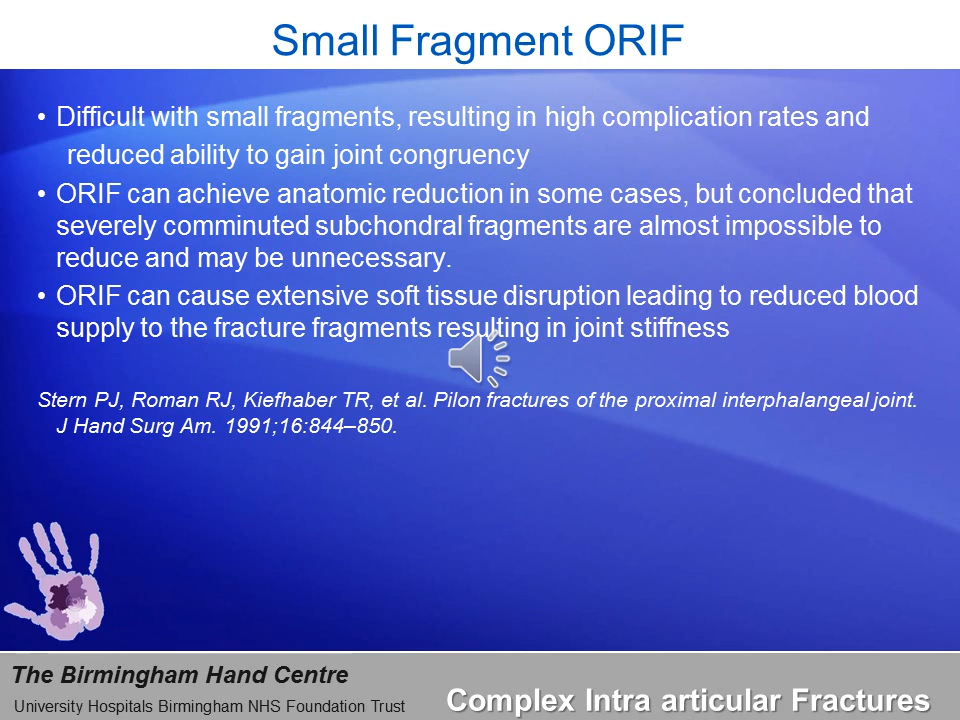 Small Fragment ORIF
• Difficult with small fragments, resulting in high complication rates and
reduced ability to gain joint congruency
• ORIF can achieve anatomic reduction in some cases, but concluded that
severely comminuted subchondral fragments are almost impossible to
reduce and may be unnecessary.
• ORIF can cause extensive soft tissue disruption leading to reduced blood
supply to the fracture fragments resulting in joint stiffness
Stern PJ, Roman RJ, Kiefhaber TR, et al. Pilon fractures of the proximal interphalangeal joint.
J Hand Surg Am. 1991;16:844–850.
The Birmingham Hand Centre
University Hospitals Birmingham NHS Foundation Trust
Complex Intra articular Fractures